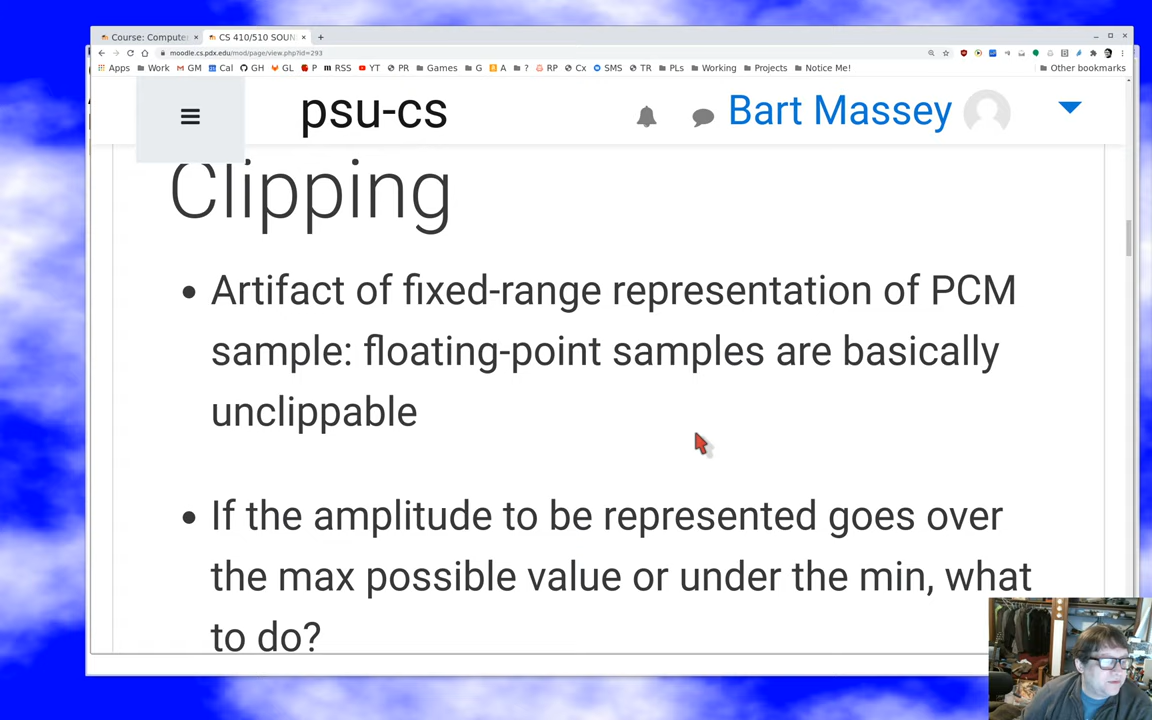 Course: Compute
CS 410/510 SOUN
moodle.cs.pdx.edu/mod/page/view.php?id=293
Apps Work GM Cal GH GL P RSS YT PR Games G A ? RP Cx SMS TR PLs Working Projects Notice Me! Other bookmarks
psu-cs Bart Massey
Clipping
• Artifact of fixed-range representation of PCM
sample: floating-point samples are basically
unclippable
• If the amplitude to be represented goes over
the max possible value or under the min, what
to do?